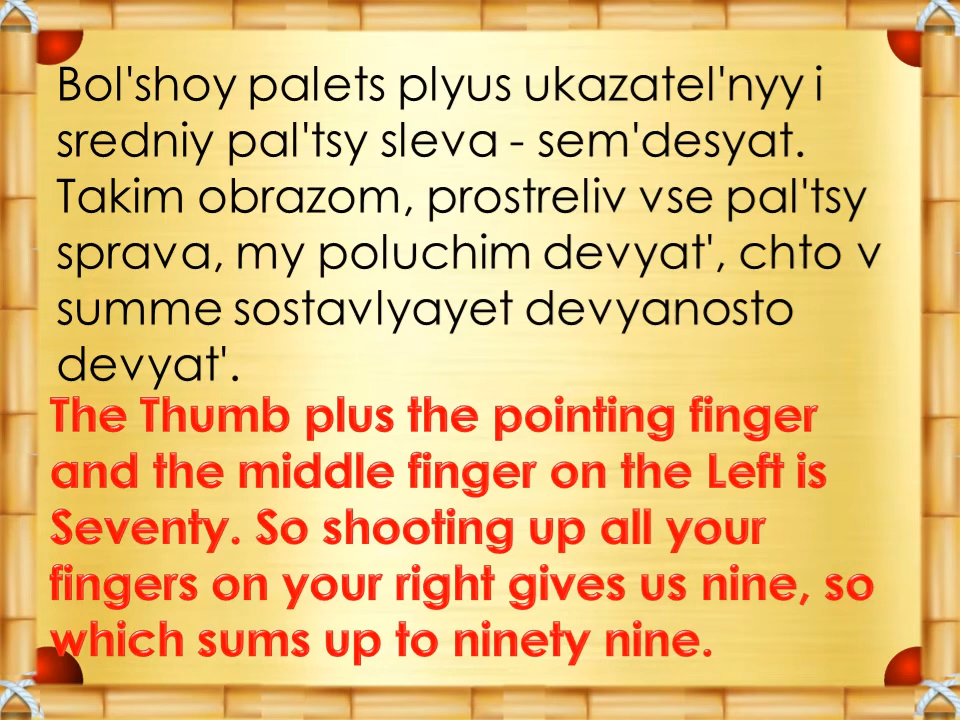 Bol'shoy palets plyus ukazatel'nyy i
sredniy pal'tsy sleva - sem'desyat.
Takim obrazom, prostreliv vse pal'tsy
sprava, my poluchim devyat', chto v
summe sostavlyayet devyanosto
devyat'.
The Thumb plus the pointing finger
and the middle finger on the Left is
Seventy. So shooting up all your
fingers on your right gives us nine, so
which sums up to ninety nine.